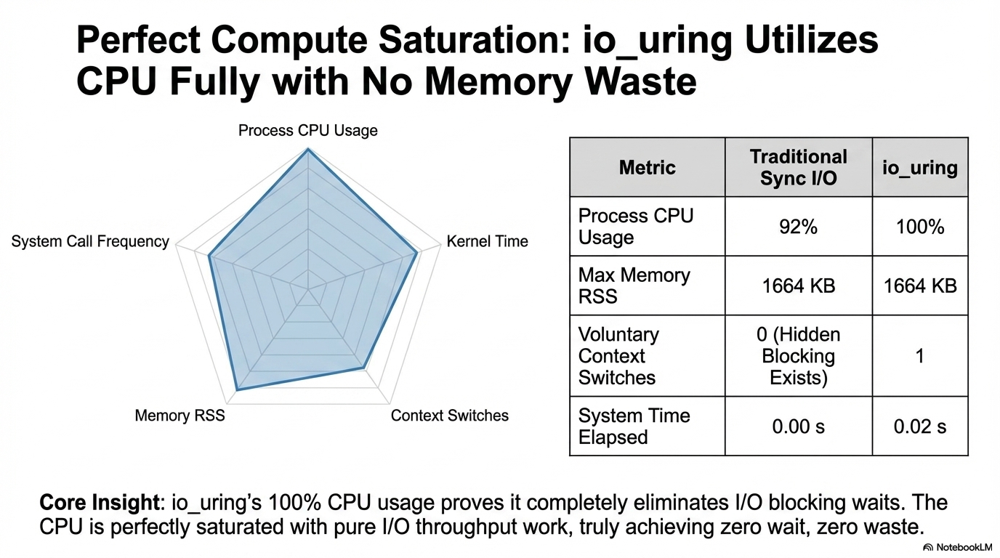 Perfect Compute Saturation: io_uring Utilizes
CPU Fully with No Memory Waste
Process CPU Usage
System Call Frequency
Kernel Time
Memory RSS
Context Switches
Metric
Traditional
Sync I/O
io_uring
Process CPU
Usage
92%
100%
Max Memory
RSS
1664 KB
1664 KB
Voluntary
Context
Switches
0 (Hidden
Blocking
Exists)
1
System Time
Elapsed
0.00 s
0.02 s
Core Insight: io_uring's 100% CPU usage proves it completely eliminates I/O blocking waits. The
CPU is perfectly saturated with pure I/O throughput work, truly achieving zero wait, zero waste.
NotebookLM